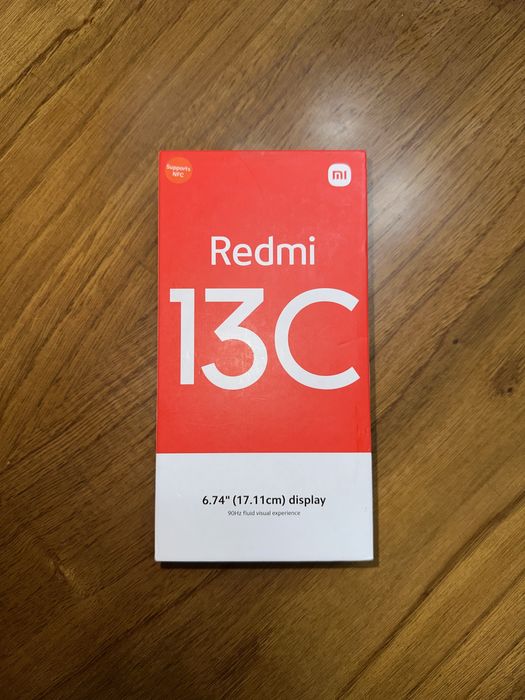 Supports
NFC
mi
Redmi
13C
6.74" (17.11cm) display
90Hz fluid visual experience